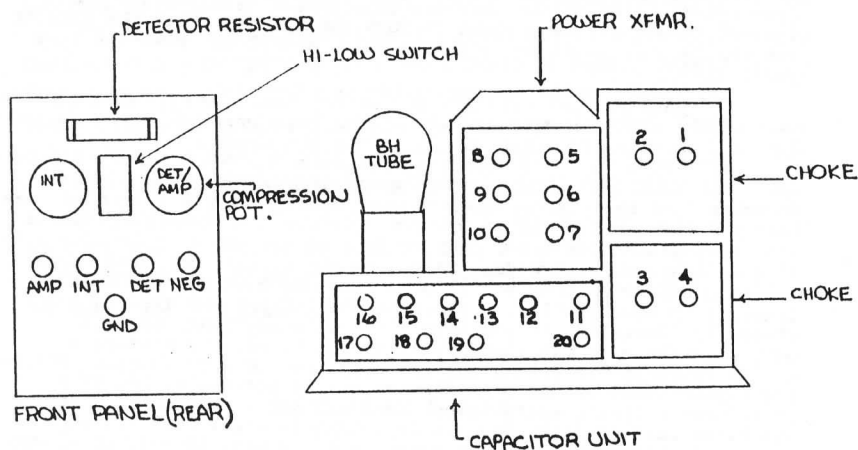 DETECTOR RESISTOR
HI-LOW SWITCH
POWER XFMR.
INT
DET/
AMP
COMPRESSION
POT.
AMP INT DET NEG
GND
FRONT PANEL (REAR)
BH
TUBE
8 5
9 6
10 7
2 1
CHOKE
3 4
CHOKE
16 15 14 13 12 11
17 18 19 20
CAPACITOR UNIT